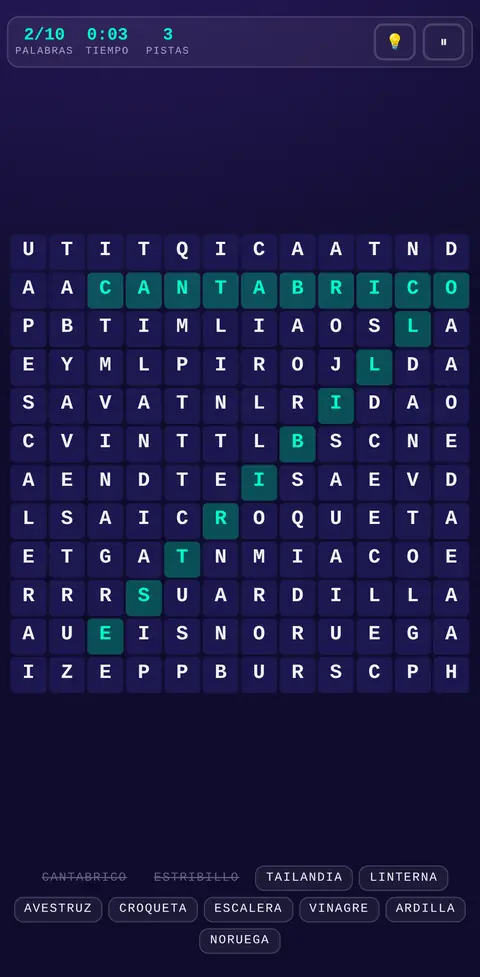 2/10 0:03 3
PALABRAS TIEMPO PISTAS
U T I T Q I C A A T N D
A A C A N T A B R I C O
P B T I M L I A O S L A
E Y M L P I R O J L D A
S A V A T N L R I D A O
C V I N T T L B S C N E
A E N D T E I S A E V D
L S A I C R O Q U E T A
E T G A T N M I A C O E
R R R S U A R D I L L A
A U E I S N O R U E G A
I Z E P P B U R S C P H
CANTABRICO ESTRIBILLO TAILANDIA LINTERNA
AVESTRUZ CROQUETA ESCALERA VINAGRE ARDILLA
NORUEGA